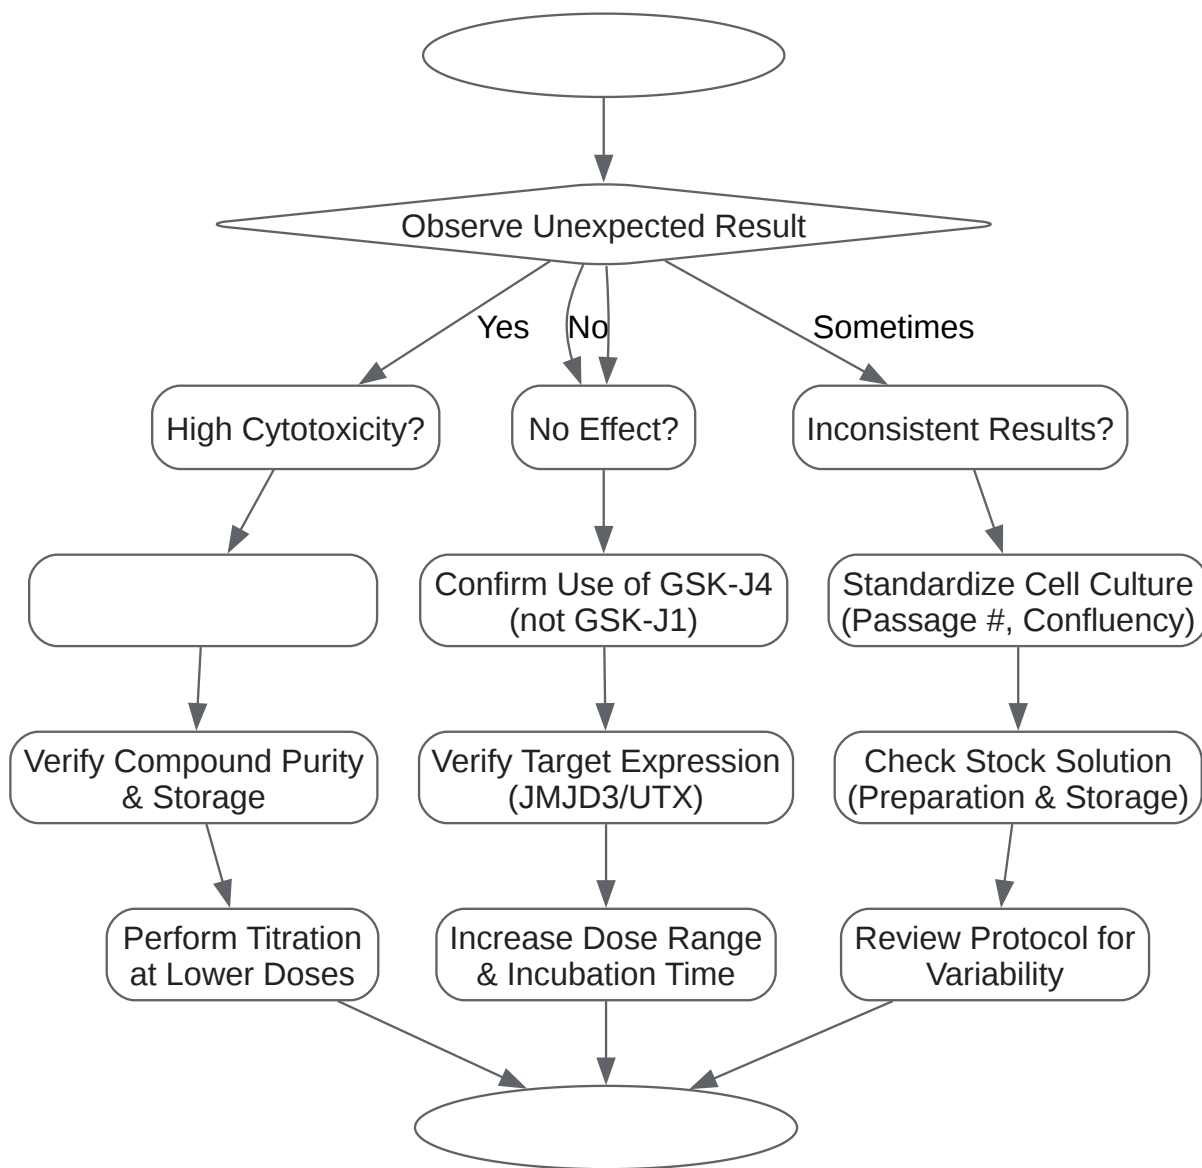 Observe Unexpected Result
Yes
No
Sometimes
High Cytotoxicity?
No Effect?
Inconsistent Results?
Confirm Use of GSK-J4
(not GSK-J1)
Standardize Cell Culture
(Passage #, Confluency)
Verify Compound Purity
& Storage
Verify Target Expression
(JMJD3/UTX)
Check Stock Solution
(Preparation & Storage)
Perform Titration
at Lower Doses
Increase Dose Range
& Incubation Time
Review Protocol for
Variability